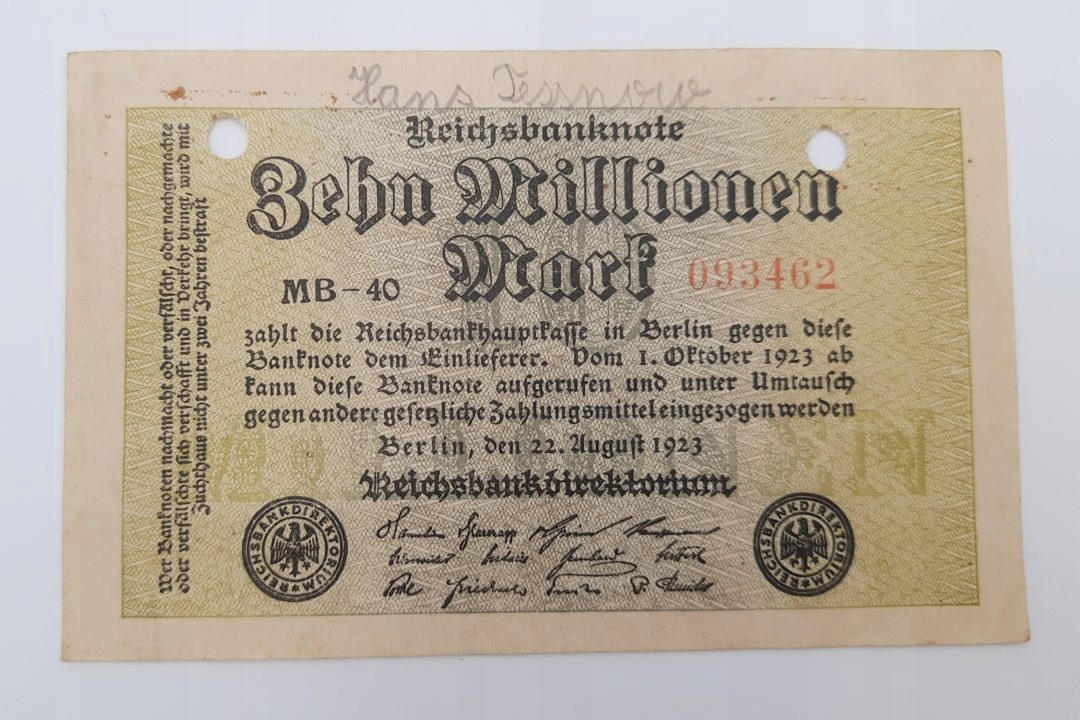 Hans Tessnow
Reichsbanknote
Zehn Millionen
Mark
MB-40
093462
zahlt die Reichsbankhauptkasse in Berlin gegen diese
Banknote dem Einlieferer. Vom 1. Oktober 1923 ab
kann diese Banknote aufgerufen und unter Umtausch
gegen andere gesetzliche Zahlungsmittel eingezogen werden
Berlin, den 22. August 1923
Reichsbankdirektorium
REICHSBANKDIREKTORIUM
REICHSBANKDIREKTORIUM
Wer Banknoten nachmacht oder verfälscht, oder nachgemachte
oder verfälschte sich verschafft und in Verkehr bringt, wird mit
Zuchthaus nicht unter zwei Jahren bestraft